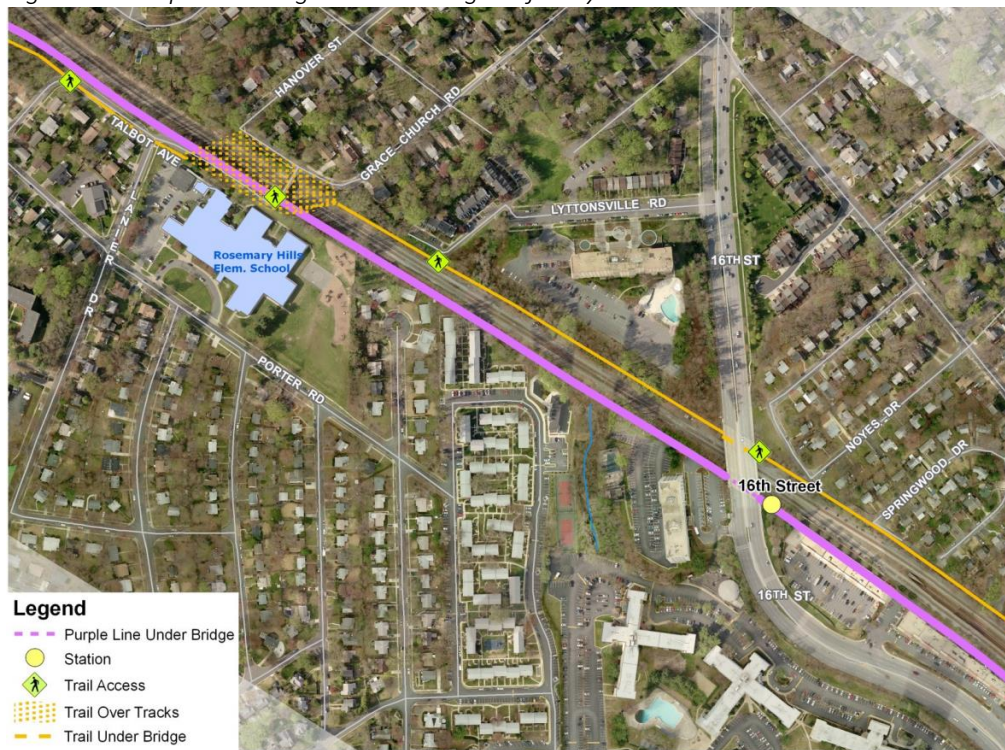 HANOVER ST
GRACE CHURCH RD
TALBOT AVE
LANIER DR
LYTTONSVILLE RD
Rosemary Hills
Elem. School
16TH ST
PORTER RD
NOYES DR
SPRINGWOOD DR
16th Street
16TH ST.
Legend
Purple Line Under Bridge
Station
Trail Access
Trail Over Tracks
Trail Under Bridge